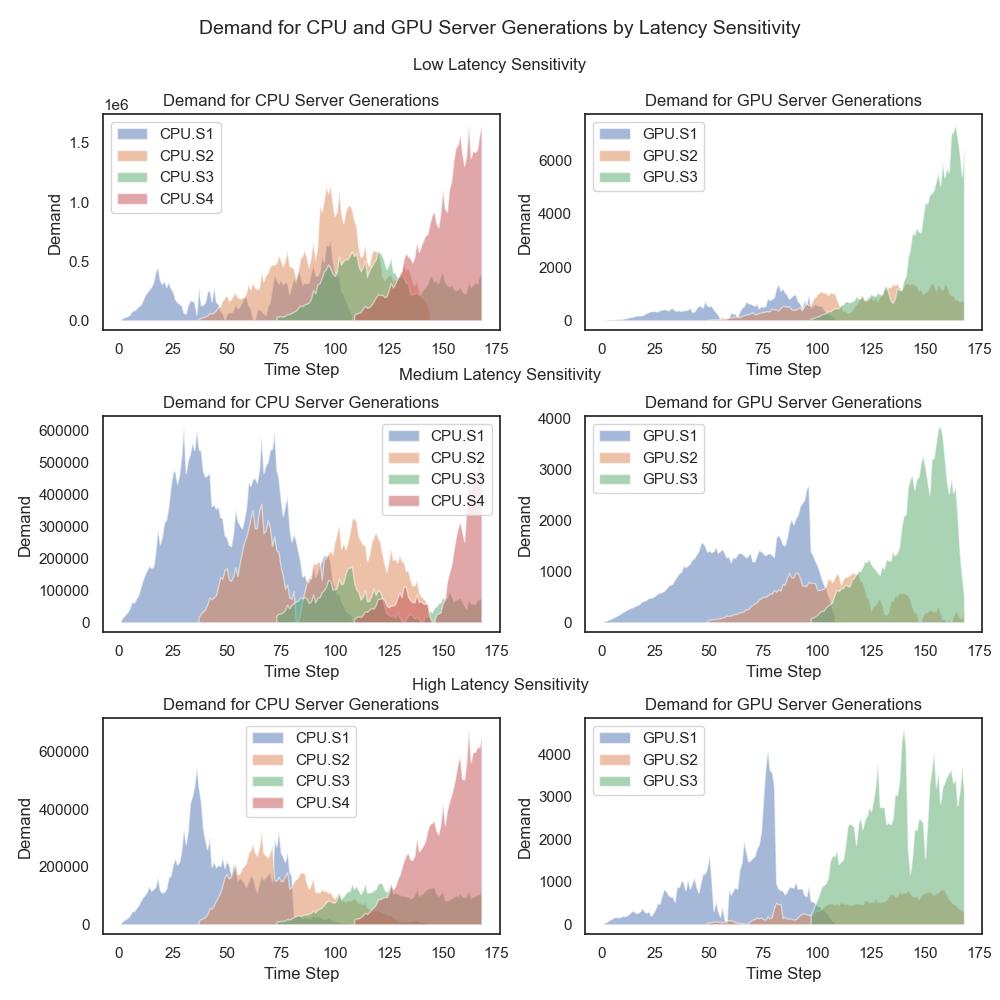 Demand for CPU and GPU Server Generations by Latency Sensitivity
Low Latency Sensitivity
Demand for CPU Server Generations
1e6
CPU.S1
CPU.S2
CPU.S3
CPU.S4
1.5
1.0
0.5
0.0
Demand
0 25 50 75 100 125 150 175
Time Step
Demand for GPU Server Generations
GPU.S1
GPU.S2
GPU.S3
6000
4000
2000
0
Demand
0 25 50 75 100 125 150 175
Time Step
Medium Latency Sensitivity
Demand for CPU Server Generations
CPU.S1
CPU.S2
CPU.S3
CPU.S4
600000
500000
400000
300000
200000
100000
0
Demand
0 25 50 75 100 125 150 175
Time Step
Demand for GPU Server Generations
GPU.S1
GPU.S2
GPU.S3
4000
3000
2000
1000
0
Demand
0 25 50 75 100 125 150 175
Time Step
High Latency Sensitivity
Demand for CPU Server Generations
CPU.S1
CPU.S2
CPU.S3
CPU.S4
600000
400000
200000
0
Demand
0 25 50 75 100 125 150 175
Time Step
Demand for GPU Server Generations
GPU.S1
GPU.S2
GPU.S3
4000
3000
2000
1000
0
Demand
0 25 50 75 100 125 150 175
Time Step